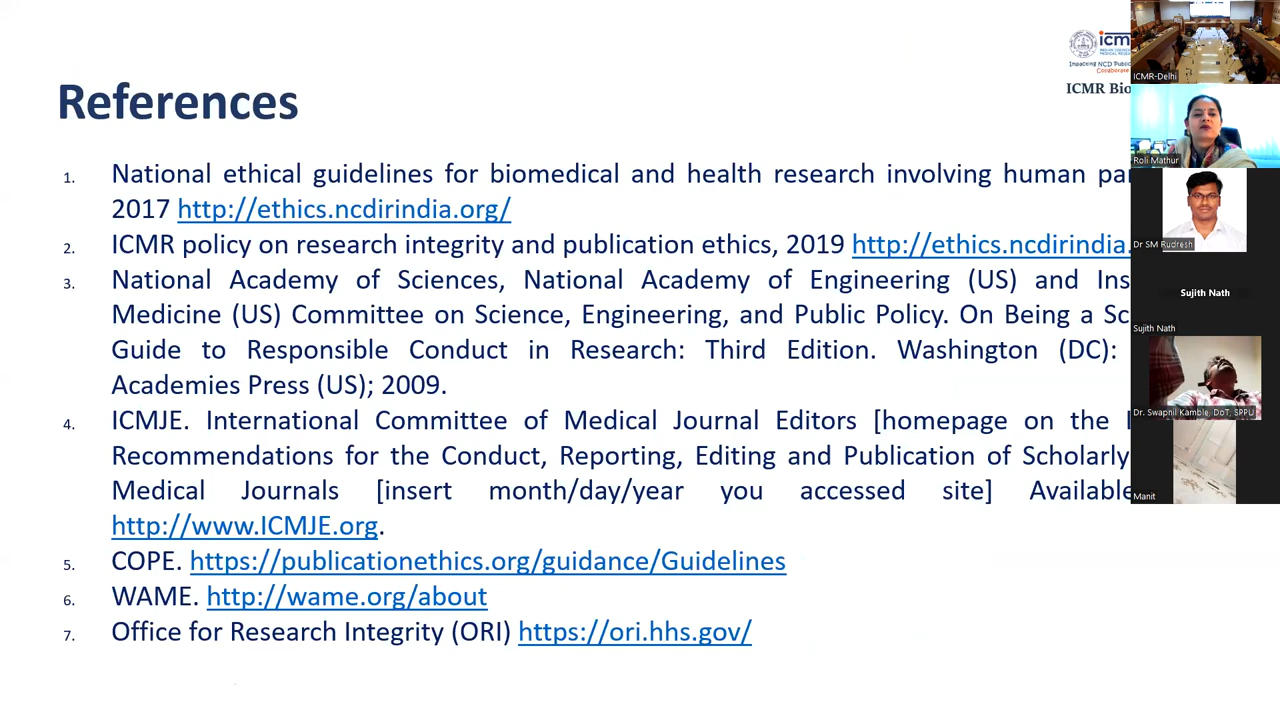 References
icm
ICMR Bio
1. National ethical guidelines for biomedical and health research involving human
2017 http://ethics.ncdirindia.org/
2. ICMR policy on research integrity and publication ethics, 2019 http://ethics.ncdirindia.
3. National Academy of Sciences, National Academy of Engineering (US) and Ins
Medicine (US) Committee on Science, Engineering, and Public Policy. On Being a Sc
Guide to Responsible Conduct in Research: Third Edition. Washington (DC):
Academies Press (US); 2009.
4. ICMJE. International Committee of Medical Journal Editors [homepage on the
Recommendations for the Conduct, Reporting, Editing and Publication of Scholarly
Medical Journals [insert month/day/year you accessed site] Available
http://www.ICMJE.org.
5. COPE. https://publicationethics.org/guidance/Guidelines
6. WAME. http://wame.org/about
7. Office for Research Integrity (ORI) https://ori.hhs.gov/
ICMR-Delhi
Roli Mathur
Dr SM Rudresh
Sujith Nath
Sujith Nath
Dr. Swapnil Kamble, DoT, SPPU
Manit